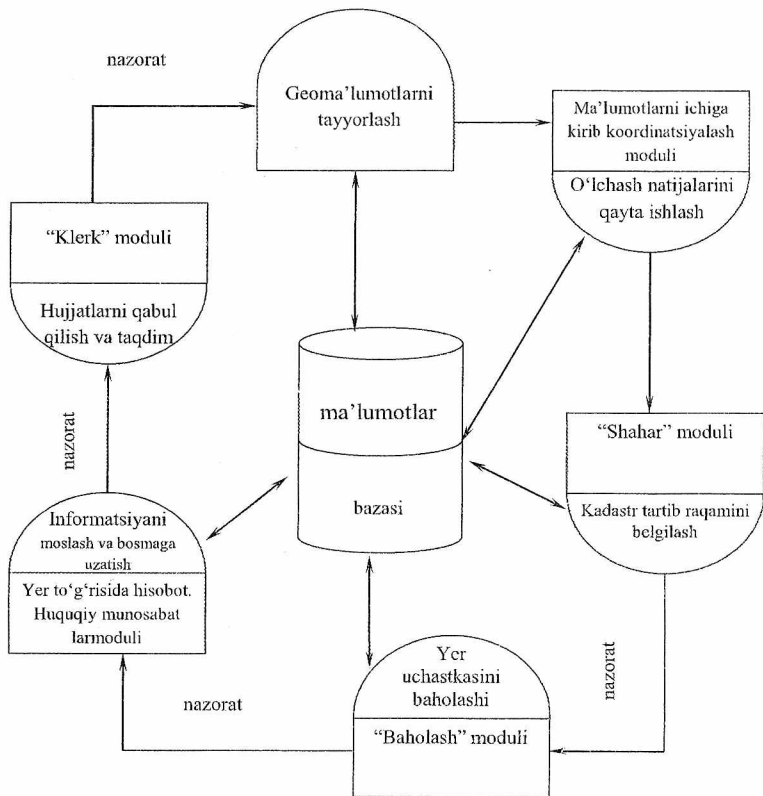 nazorat
Geoma’lumotlarni
tayyorlash
Ma’lumotlarni ichiga
kirib koordinatsiyalash
moduli
O‘lchash natijalarini
qayta ishlash
“Klerk” moduli
Hujjatlarni qabul
qilish va taqdim
nazorat
ma’lumotlar
bazasi
“Shahar” moduli
Kadastr tartib raqamini
belgilash
Informatsiyani
moslash va bosmaga
uzatish
Yer to‘g‘risida hisobot.
Huquqiy munosabat
larmoduli
nazorat
Yer
uchastkasini
baholashi
“Baholash” moduli
nazorat